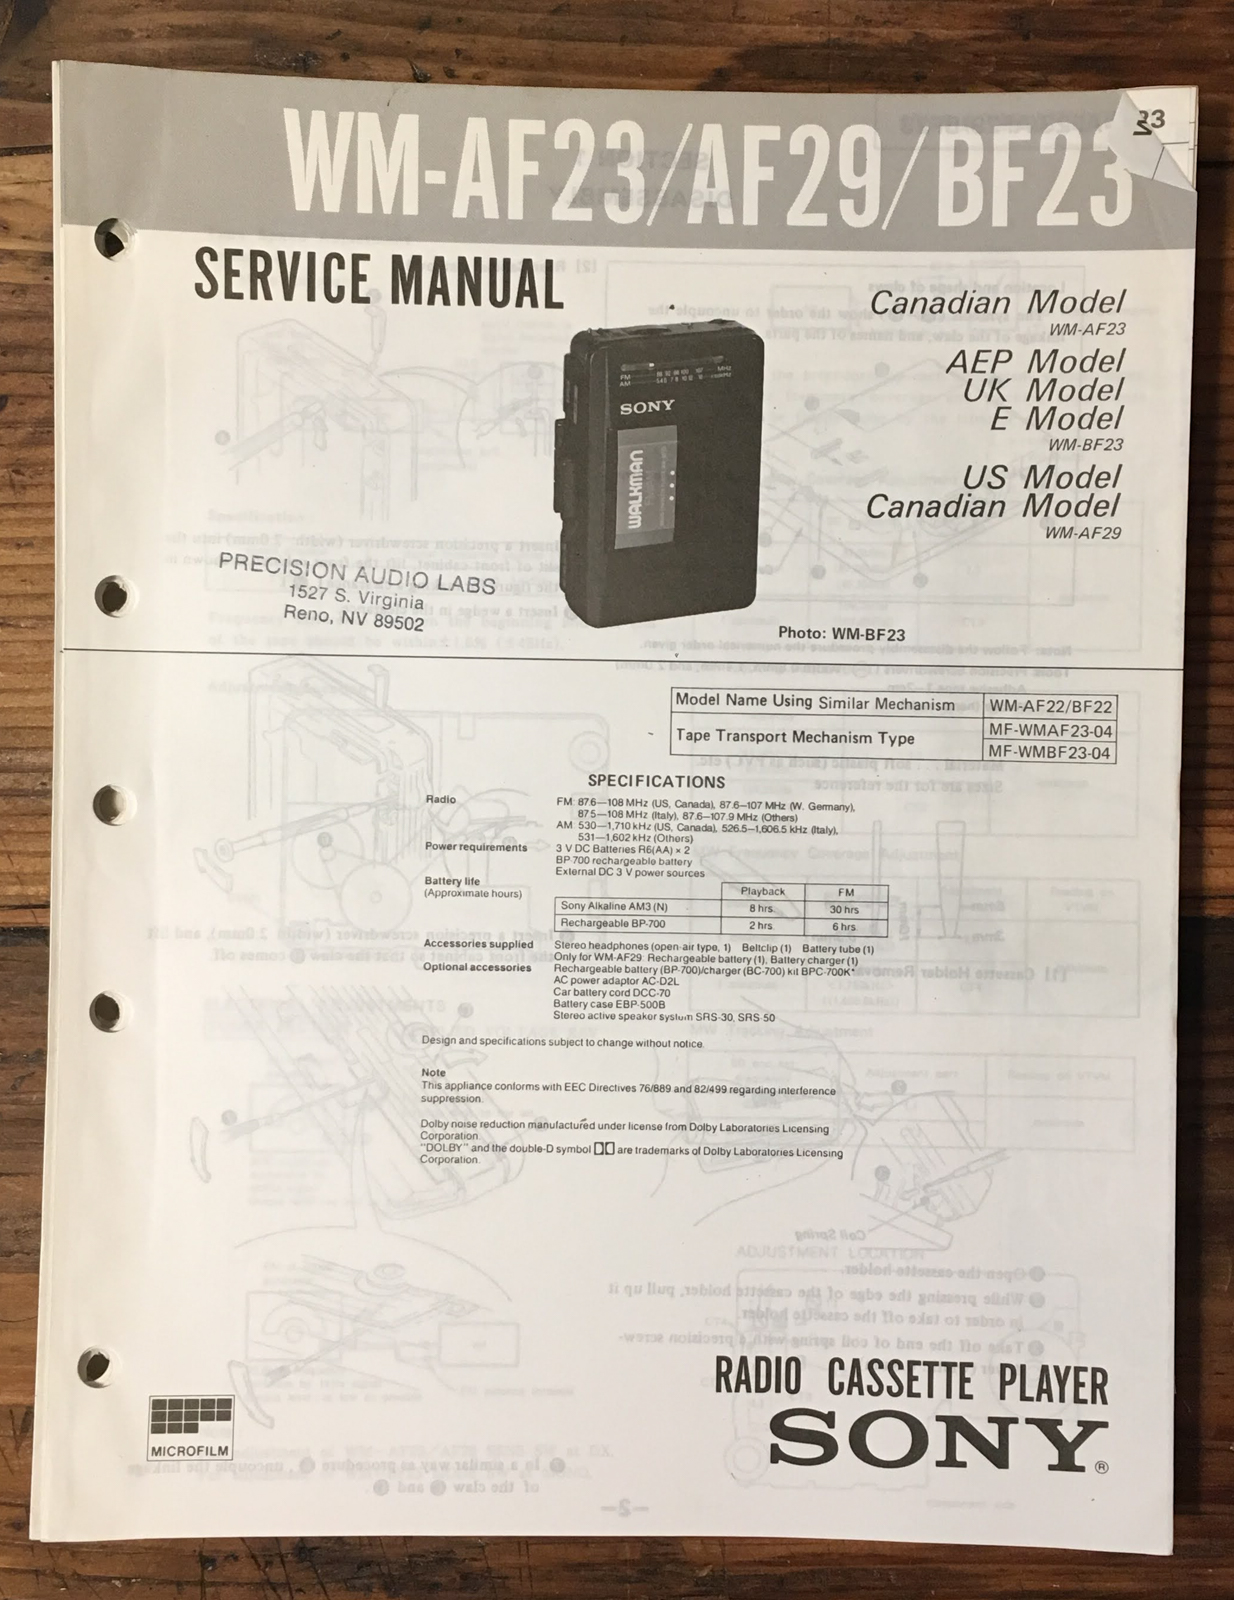 WM-AF23/AF29/BF23
SERVICE MANUAL
Canadian Model
WM-AF23
AEP Model
UK Model
E Model
WM-BF23
US Model
Canadian Model
WM-AF29
FM
AM
MHz
SONY
WALKMAN
PRECISION AUDIO LABS
1527 S. Virginia
Reno, NV 89502
Photo: WM-BF23
Model Name Using Similar Mechanism WM-AF22/BF22
Tape Transport Mechanism Type MF-WMAF23-04
MF-WMBF23-04
SPECIFICATIONS
Radio FM 87.6—108 MHz (US, Canada), 87.6—107 MHz (W. Germany),
87.5—108 MHz (Italy), 87.6—107.9 MHz (Others)
AM 530—1,710 kHz (US, Canada), 526.5—1,606.5 kHz (Italy),
531—1,602 kHz (Others)
Power requirements 3 V DC Batteries R6(AA) × 2
BP-700 rechargeable battery
External DC 3 V power sources
Battery life
(Approximate hours)
Playback FM
Sony Alkaline AM3 (N) 8 hrs 30 hrs
Rechargeable BP-700 2 hrs 6 hrs
Accessories supplied Stereo headphones (open-air type, 1) Beltclip (1) Battery tube (1)
Only for WM-AF29: Rechargeable battery (1), Battery charger (1)
Optional accessories Rechargeable battery (BP-700)/charger (BC-700) kit BPC-700K*
AC power adaptor AC-D2L
Car battery cord DCC-70
Battery case EBP-500B
Stereo active speaker system SRS-30, SRS-50
Design and specifications subject to change without notice.
Note
This appliance conforms with EEC Directives 76/889 and 82/499 regarding interference
suppression.
Dolby noise reduction manufactured under license from Dolby Laboratories Licensing
Corporation.
"DOLBY" and the double-D symbol are trademarks of Dolby Laboratories Licensing
Corporation.
RADIO CASSETTE PLAYER
SONY®
MICROFILM